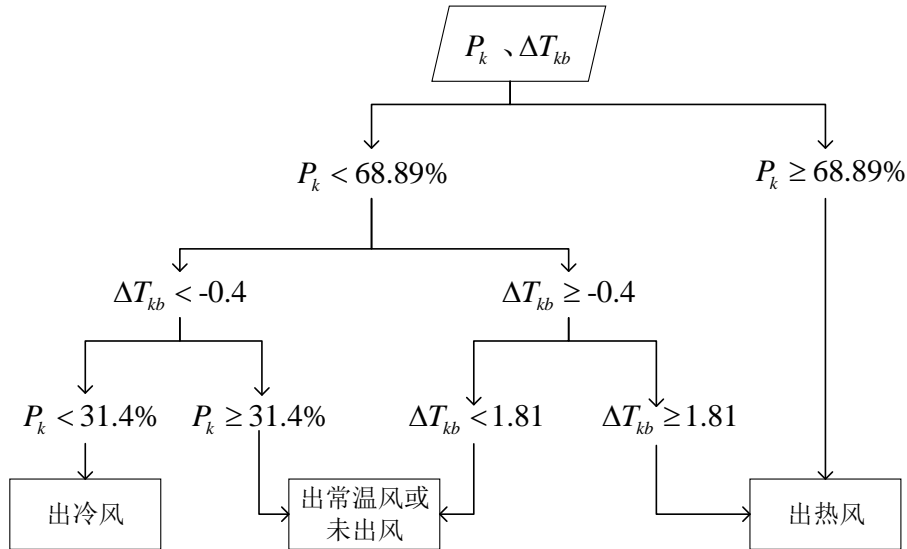 P_k 、ΔT_kb
P_k < 68.89%
P_k ≥ 68.89%
ΔT_kb < -0.4
ΔT_kb ≥ -0.4
P_k < 31.4%
P_k ≥ 31.4%
ΔT_kb < 1.81
ΔT_kb ≥ 1.81
出冷风
出常温风或
未出风
出热风